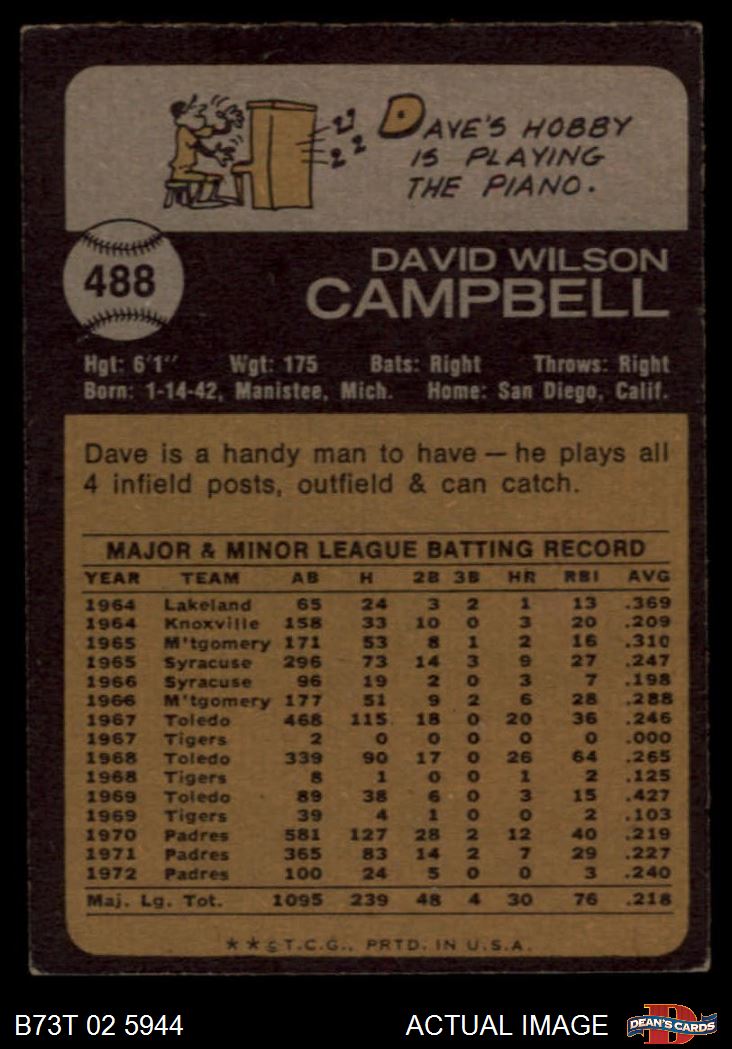 DAVE'S HOBBY
IS PLAYING
THE PIANO.
488
DAVID WILSON
CAMPBELL
Hgt: 6'1" Wgt: 175 Bats: Right Throws: Right
Born: 1-14-42, Manistee, Mich. Home: San Diego, Calif.
Dave is a handy man to have — he plays all
4 infield posts, outfield & can catch.
MAJOR & MINOR LEAGUE BATTING RECORD
YEAR TEAM AB H 2B 3B HR RBI AVG
1964 Lakeland 65 24 3 2 1 13 .369
1964 Knoxville 158 33 10 0 3 20 .209
1965 M'tgomery 171 53 8 1 2 16 .310
1965 Syracuse 296 73 14 3 9 27 .247
1966 Syracuse 96 19 2 0 3 7 .198
1966 M'tgomery 177 51 9 2 6 28 .288
1967 Toledo 468 115 18 0 20 36 .246
1967 Tigers 2 0 0 0 0 0 .000
1968 Toledo 339 90 17 0 26 64 .265
1968 Tigers 8 1 0 0 1 2 .125
1969 Toledo 89 38 6 0 3 15 .427
1969 Tigers 39 4 1 0 0 2 .103
1970 Padres 581 127 28 2 12 40 .219
1971 Padres 365 83 14 2 7 29 .227
1972 Padres 100 24 5 0 0 3 .240
Maj. Lg. Tot. 1095 239 48 4 30 76 .218
★★©T.C.G., PRTD. IN U.S.A.
B73T 02 5944 ACTUAL IMAGE DEAN'S CARDS